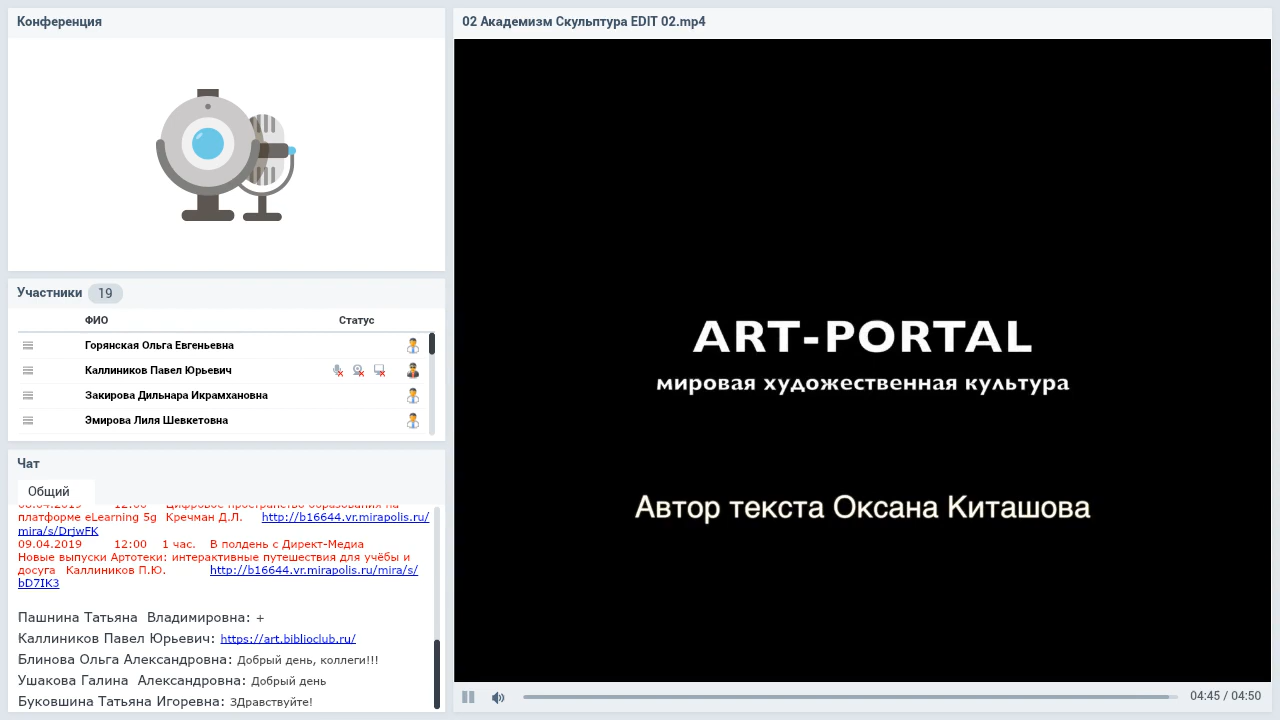 Конференция
02 Академизм Скульптура EDIT 02.mp4
Участники 19
ФИО Статус
Горянская Ольга Евгеньевна
Каллиников Павел Юрьевич
Закирова Дильнара Икрамхановна
Эмирова Лиля Шевкетовна
Чат
Общий
платформе eLearning 5g Кречман Д.Л. http://b16644.vr.mirapolis.ru/
mira/s/DrjwFK
09.04.2019 12:00 1 час. В полдень с Директ-Медиа
Новые выпуски Артотеки: интерактивные путешествия для учёбы и
досуга Каллиников П.Ю. http://b16644.vr.mirapolis.ru/mira/s/
bD7IK3
Пашнина Татьяна Владимировна: +
Каллиников Павел Юрьевич: https://art.biblioclub.ru/
Блинова Ольга Александровна: Добрый день, коллеги!!!
Ушакова Галина Александровна: Добрый день
Буковшина Татьяна Игоревна: ЗДравствуйте!
ART-PORTAL
мировая художественная культура
Автор текста Оксана Киташова
04:45 / 04:50